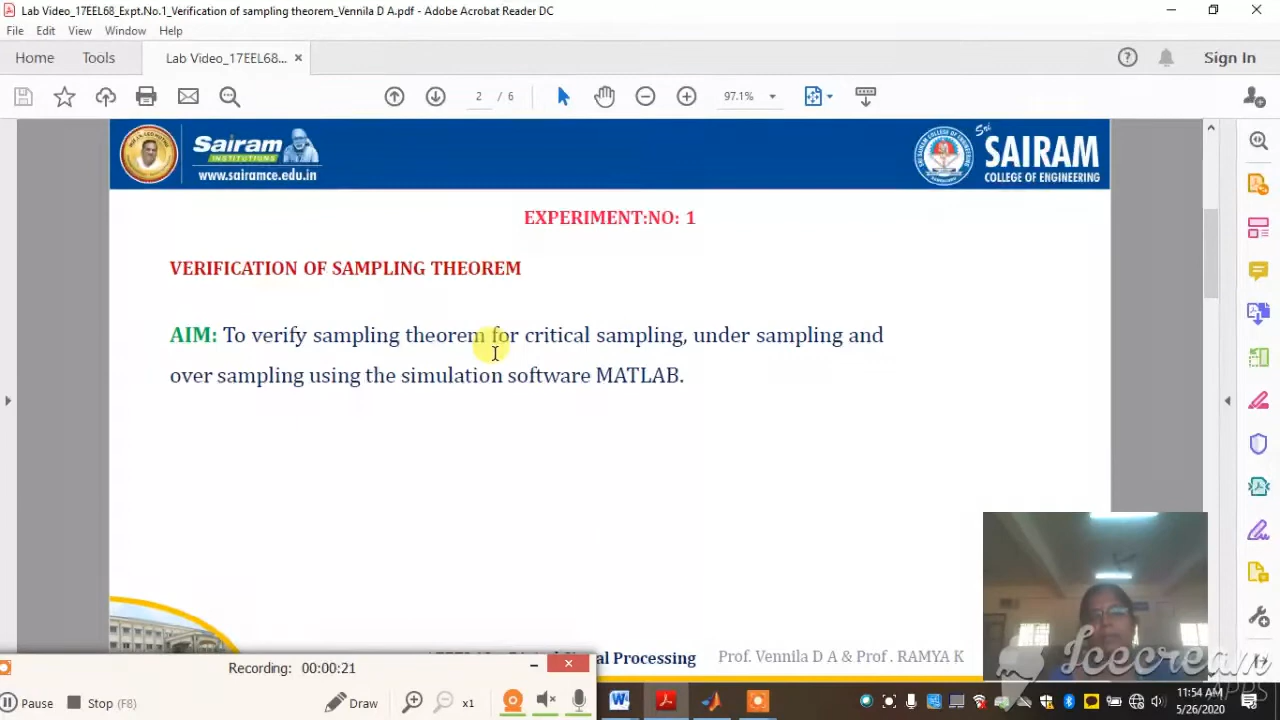 Lab Video_17EEL68_Expt.No.1_Verification of sampling theorem_Vennila D A.pdf - Adobe Acrobat Reader DC
File Edit View Window Help
Home Tools Lab Video_17EEL68... × Sign In
2 / 6 97.1%
Sairam
INSTITUTIONS
www.sairamce.edu.in
Sri
SAIRAM
COLLEGE OF ENGINEERING
EXPERIMENT:NO: 1
VERIFICATION OF SAMPLING THEOREM
AIM: To verify sampling theorem for critical sampling, under sampling and
over sampling using the simulation software MATLAB.
Processing Prof. Vennila D A & Prof . RAMYA K
Recording: 00:00:21
Pause Stop (F8) Draw x1
Icecream
APPS
11:54 AM
5/26/2020